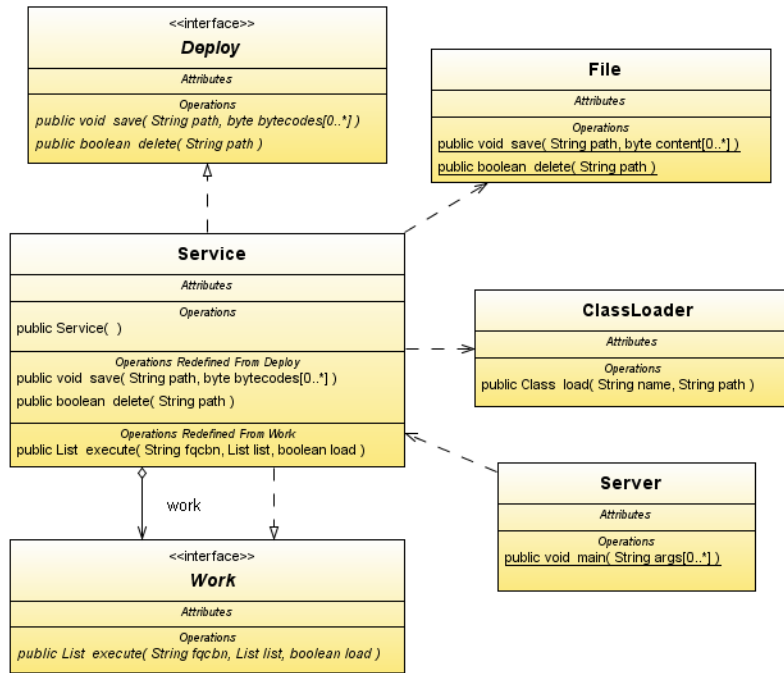 <<interface>>
Deploy
Attributes
Operations
public void save( String path, byte bytecodes[0..*] )
public boolean delete( String path )
File
Attributes
Operations
public void save( String path, byte content[0..*] )
public boolean delete( String path )
Service
Attributes
Operations
public Service( )
Operations Redefined From Deploy
public void save( String path, byte bytecodes[0..*] )
public boolean delete( String path )
Operations Redefined From Work
public List execute( String fqcbn, List list, boolean load )
ClassLoader
Attributes
Operations
public Class load( String name, String path )
Server
Attributes
Operations
public void main( String args[0..*] )
work
<<interface>>
Work
Attributes
Operations
public List execute( String fqcbn, List list, boolean load )